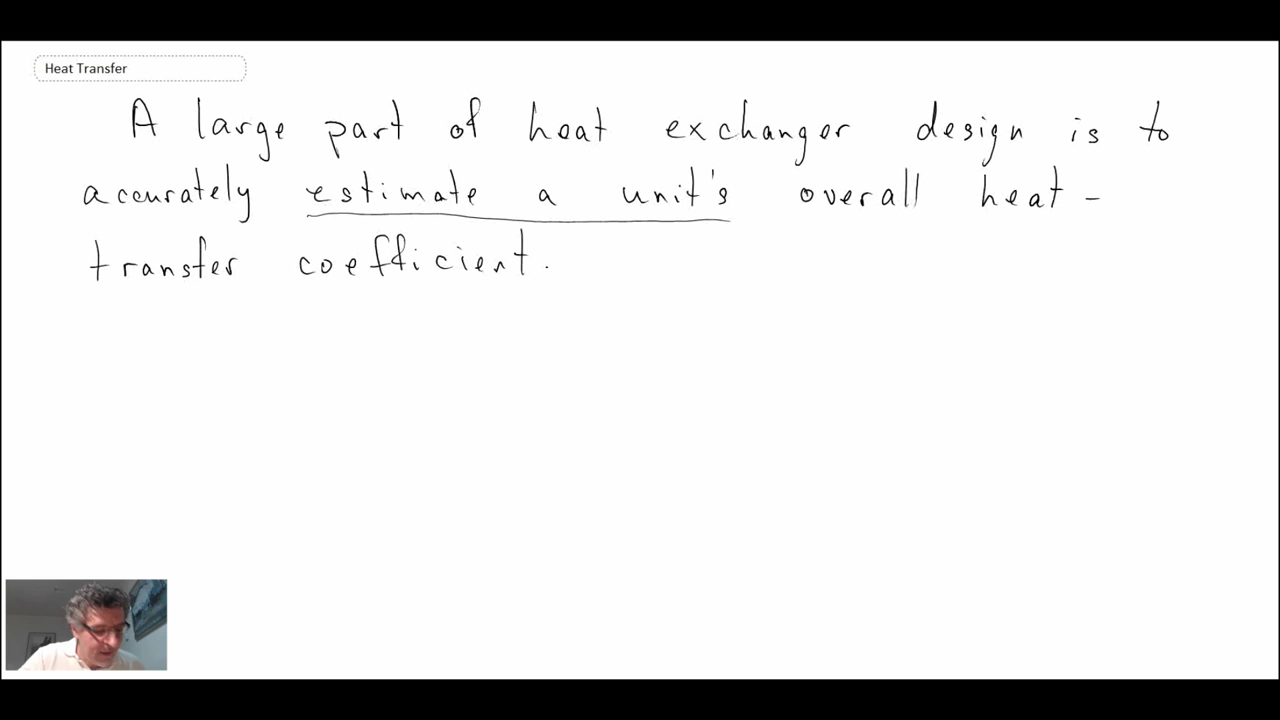 Heat Transfer
A large part of heat exchanger design is to
accurately estimate a unit's overall heat-
transfer coefficient.